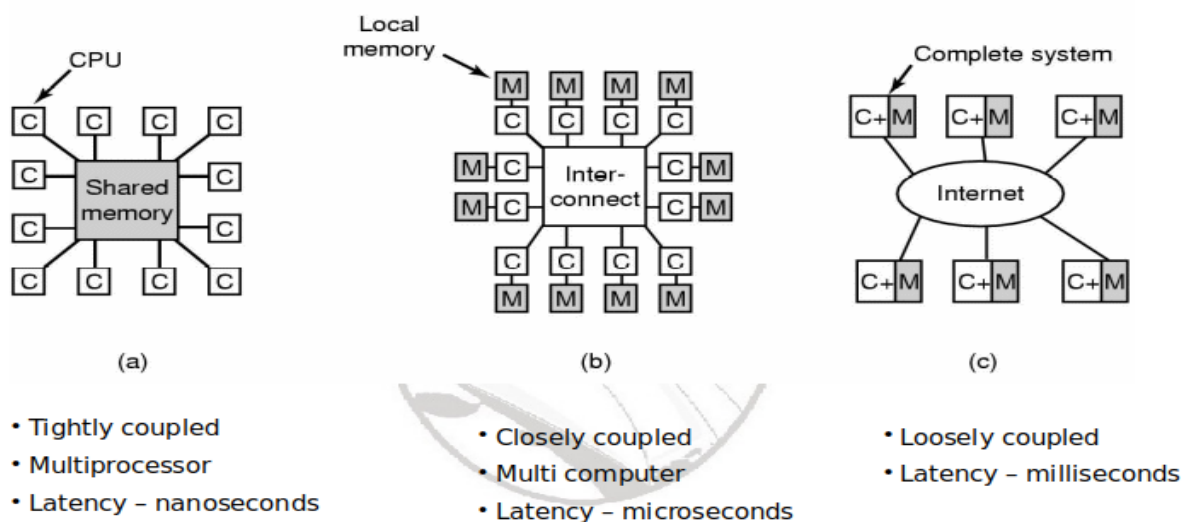 CPU
C C C C
C C
Shared
memory
C C
C C C C
(a)
Local
memory
M M M M
C C C C
M C C M
Inter-
connect
M C C M
C C C C
M M M M
(b)
Complete system
C+ M C+ M C+ M
Internet
C+ M C+ M C+ M
(c)
• Tightly coupled
• Multiprocessor
• Latency – nanoseconds
• Closely coupled
• Multi computer
• Latency – microseconds
• Loosely coupled
• Latency – milliseconds